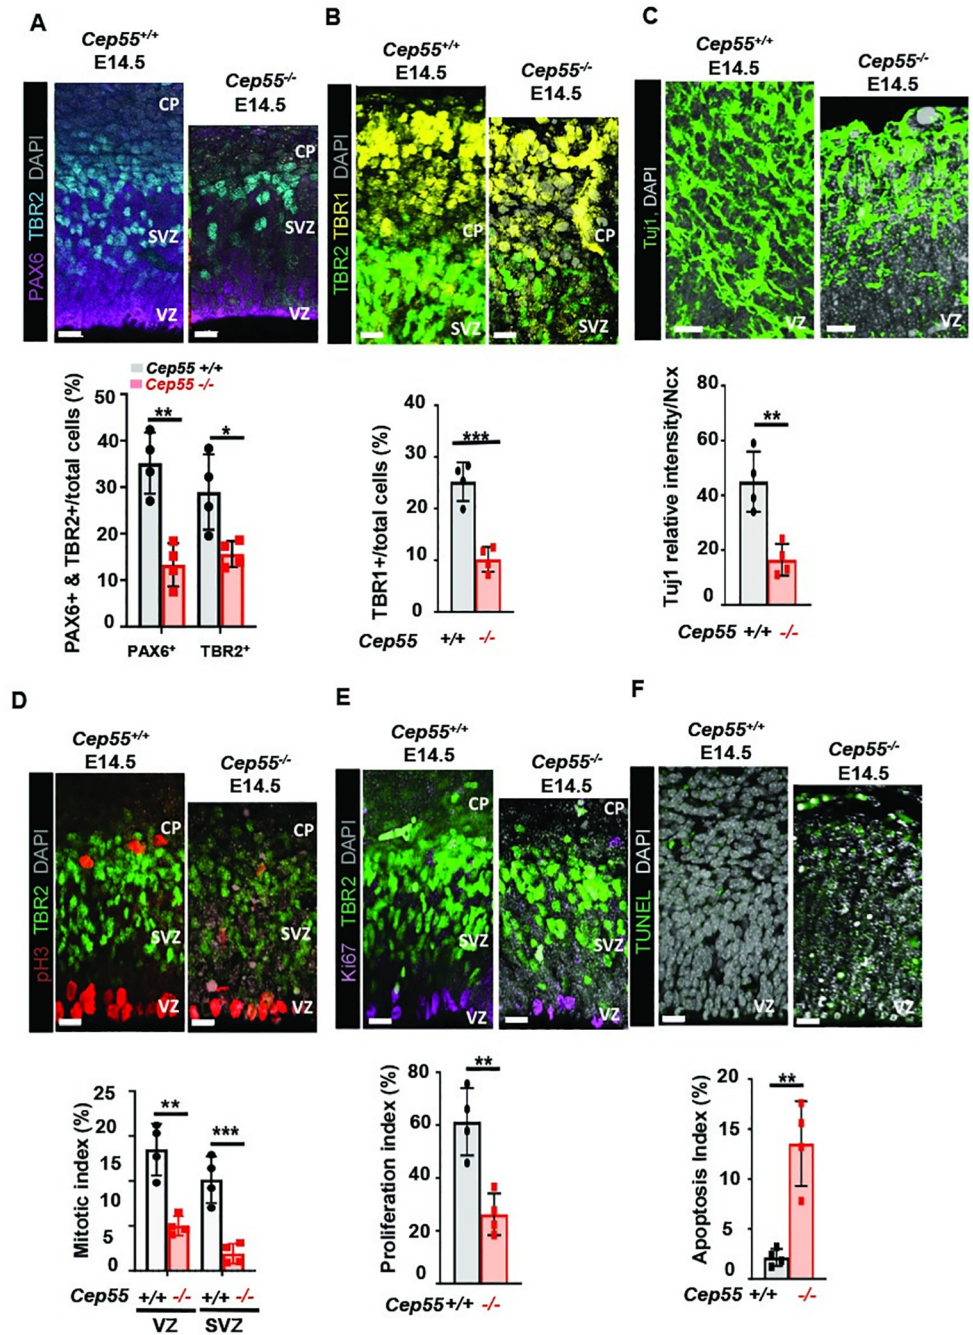 A
Cep55+/+
E14.5
Cep55-/-
E14.5
PAX6 TBR2 DAPI
CP
SVZ
VZ
CP
SVZ
VZ
Cep55 +/+
Cep55 -/-
PAX6+ & TBR2+/total cells (%)
50
40
30
20
10
0
**
*
PAX6+
TBR2+
B
Cep55+/+
E14.5
Cep55-/-
E14.5
TBR2 TBR1 DAPI
CP
SVZ
CP
SVZ
TBR1+/total cells (%)
40
30
20
10
0
***
Cep55 +/+ -/-
C
Cep55+/+
E14.5
Cep55-/-
E14.5
Tuj1 DAPI
VZ
VZ
Tuj1 relative intensity/Ncx
80
60
40
20
0
**
Cep55 +/+ -/-
D
Cep55+/+
E14.5
Cep55-/-
E14.5
pH3 TBR2 DAPI
CP
SVZ
VZ
CP
SVZ
VZ
Mitotic index (%)
25
20
15
10
5
0
**
***
Cep55 +/+ -/- +/+ -/-
VZ SVZ
E
Cep55+/+
E14.5
Cep55-/-
E14.5
Ki67 TBR2 DAPI
CP
SVZ
VZ
CP
SVZ
VZ
Proliferation index (%)
80
60
40
20
0
**
Cep55+/+ -/-
F
Cep55+/+
E14.5
Cep55-/-
E14.5
TUNEL DAPI
VZ
VZ
Apoptosis Index (%)
20
15
10
5
0
**
Cep55 +/+ -/-